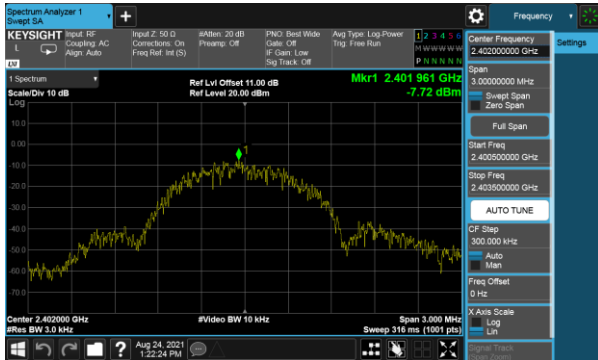 Spectrum Analyzer 1
Swept SA
+
Frequency
KEYSIGHT
L
Input: RF
Coupling: AC
Align: Auto
Input Z: 50 Ω
Corrections: On
Freq Ref: Int (S)
#Atten: 20 dB
Preamp: Off
PNO: Best Wide
Gate: Off
IF Gain: Low
Sig Track: Off
Avg Type: Log-Power
Trig: Free Run
1 2 3 4 5 6
M W W W W W
P N N N N N
Center Frequency
2.402000000 GHz
Settings
Span
3.00000000 MHz
Swept Span
Zero Span
Full Span
Start Freq
2.400500000 GHz
Stop Freq
2.403500000 GHz
AUTO TUNE
CF Step
300.000 kHz
Auto
Man
Freq Offset
0 Hz
X Axis Scale
Log
Lin
Signal Track
(Span Zoom)
1 Spectrum
Scale/Div 10 dB
Ref Lvl Offset 11.00 dB
Ref Level 20.00 dBm
Mkr1 2.401 961 GHz
-7.72 dBm
Log
10.0
0.00
-10.0
-20.0
-30.0
-40.0
-50.0
-60.0
-70.0
1
Center 2.402000 GHz
#Res BW 3.0 kHz
#Video BW 10 kHz
Span 3.000 MHz
Sweep 316 ms (1001 pts)
?
Aug 24, 2021
1:22:24 PM